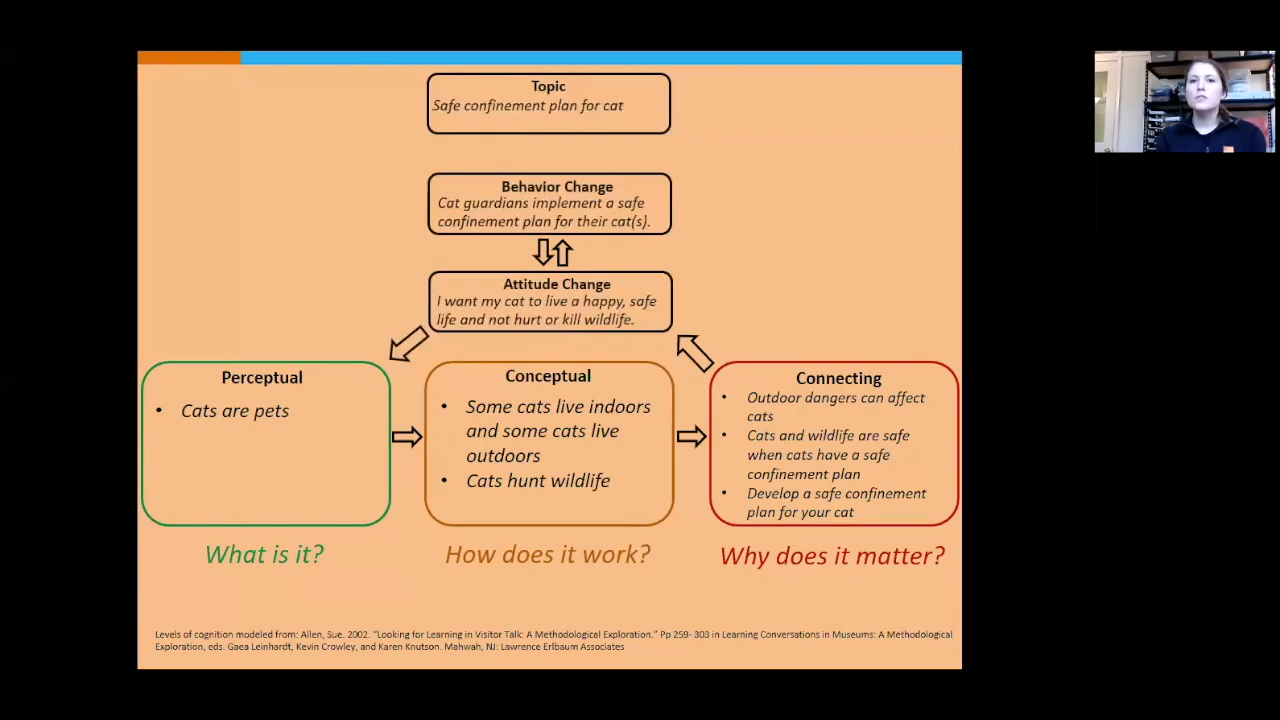 Topic
Safe confinement plan for cat
Behavior Change
Cat guardians implement a safe
confinement plan for their cat(s).
Attitude Change
I want my cat to live a happy, safe
life and not hurt or kill wildlife.
Perceptual
• Cats are pets
Conceptual
• Some cats live indoors
and some cats live
outdoors
• Cats hunt wildlife
Connecting
• Outdoor dangers can affect
cats
• Cats and wildlife are safe
when cats have a safe
confinement plan
• Develop a safe confinement
plan for your cat
What is it?
How does it work?
Why does it matter?
Levels of cognition modeled from: Allen, Sue. 2002. "Looking for Learning in Visitor Talk: A Methodological Exploration." Pp 259- 303 in Learning Conversations in Museums: A Methodological
Exploration, eds. Gaea Leinhardt, Kevin Crowley, and Karen Knutson. Mahwah, NJ: Lawrence Erlbaum Associates